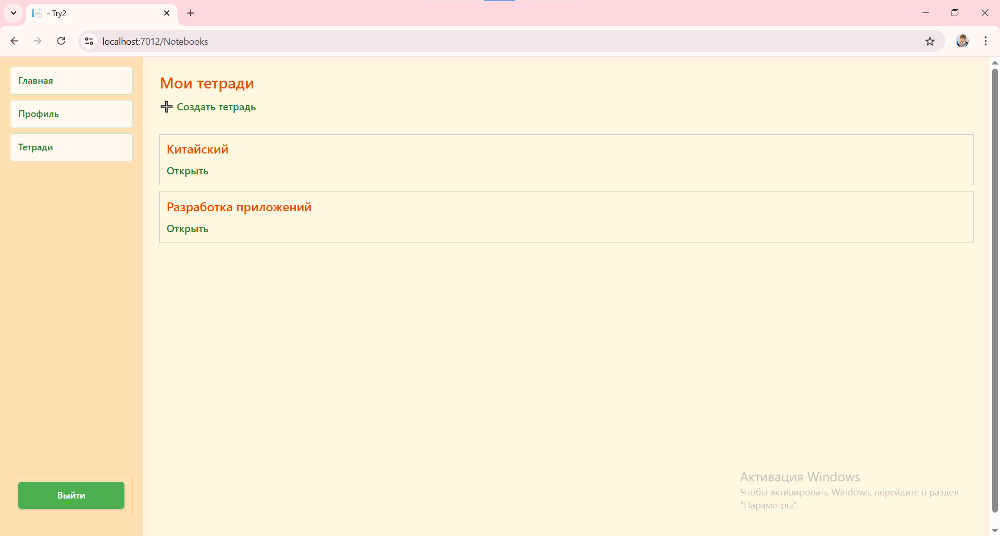 - Try2
localhost:7012/Notebooks
Главная
Профиль
Тетради
Выйти
Мои тетради
Создать тетрадь
Китайский
Открыть
Разработка приложений
Открыть
Активация Windows
Чтобы активировать Windows, перейдите в раздел
"Параметры".